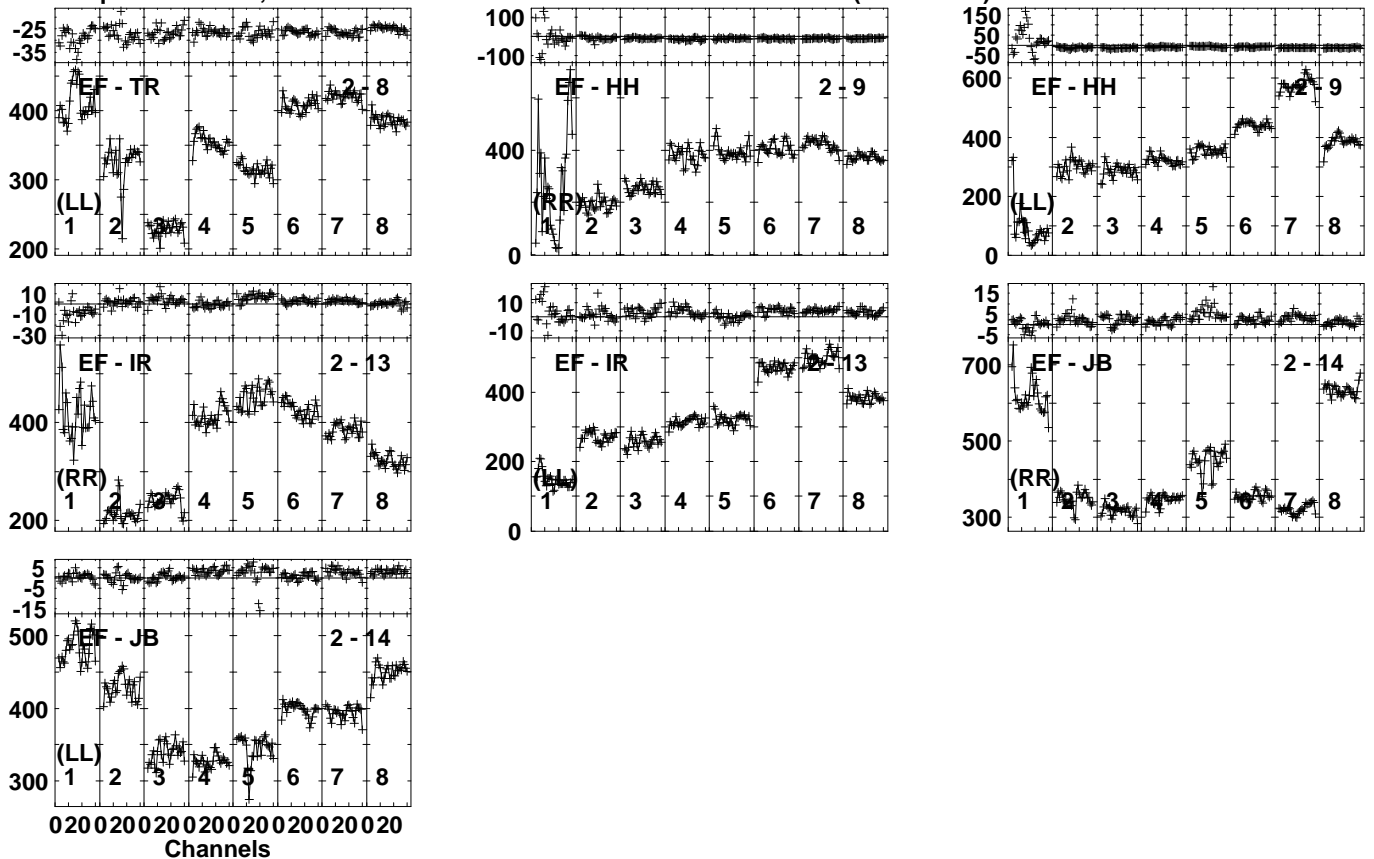 -25
-35
400
300
200
EF - TR
2 - 8
(LL)
1 2 3 4 5 6 7 8
100
-100
400
0
EF - HH
2 - 9
(RR)
1 2 3 4 5 6 7 8
150
50
-50
600
400
200
0
EF - HH
2 - 9
(LL)
1 2 3 4 5 6 7 8
10
-10
-30
400
200
EF - IR
2 - 13
(RR)
1 2 3 4 5 6 7 8
10
-10
400
200
0
EF - IR
2 - 13
(LL)
1 2 3 4 5 6 7 8
15
5
-5
700
500
300
EF - JB
2 - 14
(RR)
1 2 3 4 5 6 7 8
5
-5
-15
500
400
300
EF - JB
2 - 14
(LL)
1 2 3 4 5 6 7 8
0 20 0 20 0 20 0 20 0 20 0 20 0 20 0 20
Channels